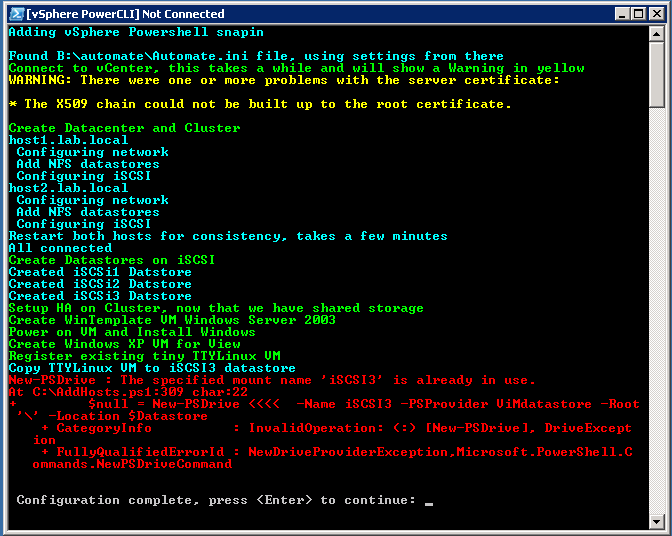 [vSphere PowerCLI] Not Connected
Adding vSphere Powershell snapin
Found B:\automate\Automate.ini file, using settings from there
Connect to vCenter, this takes a while and will show a Warning in yellow
WARNING: There were one or more problems with the server certificate:
* The X509 chain could not be built up to the root certificate.
Create Datacenter and Cluster
host1.lab.local
Configuring network
Add NFS datastores
Configuring iSCSI
host2.lab.local
Configuring network
Add NFS datastores
Configuring iSCSI
Restart both hosts for consistency, takes a few minutes
All connected
Create Datastores on iSCSI
Created iSCSi1 Datstore
Created iSCSi2 Datstore
Created iSCSi3 Datstore
Setup HA on Cluster, now that we have shared storage
Create WinTemplate VM Windows Server 2003
Power on VM and Install Windows
Create Windows XP VM for View
Register existing tiny TTYLinux VM
Copy TTYLinux VM to iSCSI3 datastore
New-PSDrive : The specified mount name 'iSCSI3' is already in use.
At C:\AddHosts.ps1:309 char:22
+         $null = New-PSDrive <<<<  -Name iSCSI3 -PSProvider ViMdatastore -Root
'\' -Location $Datastore
+ CategoryInfo          : InvalidOperation: (:) [New-PSDrive], DriveExcept
ion
+ FullyQualifiedErrorId : NewDriveProviderException,Microsoft.PowerShell.C
ommands.NewPSDriveCommand
Configuration complete, press <Enter> to continue: _